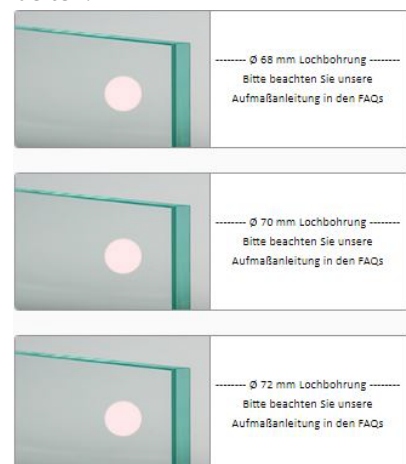 -------- Ø 68 mm Lochbohrung --------
Bitte beachten Sie unsere
Aufmaßanleitung in den FAQs
-------- Ø 70 mm Lochbohrung --------
Bitte beachten Sie unsere
Aufmaßanleitung in den FAQs
-------- Ø 72 mm Lochbohrung --------
Bitte beachten Sie unsere
Aufmaßanleitung in den FAQs